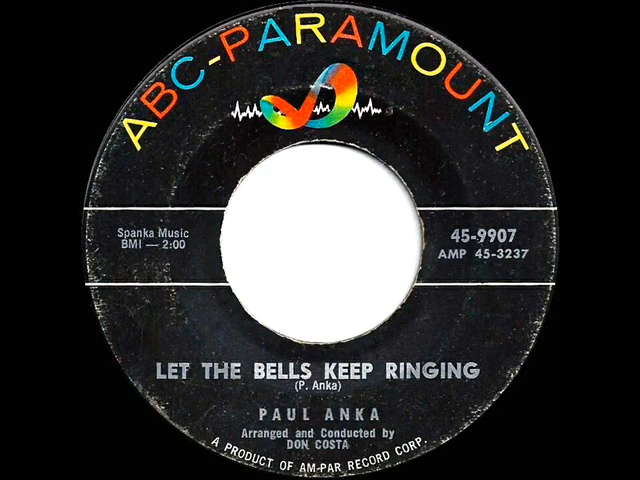 ABC-PARAMOUNT
Spanka Music
BMI — 2:00
45-9907
AMP 45-3237
LET THE BELLS KEEP RINGING
(P. Anka)
PAUL ANKA
Arranged and Conducted by
DON COSTA
A PRODUCT OF AM-PAR RECORD CORP.